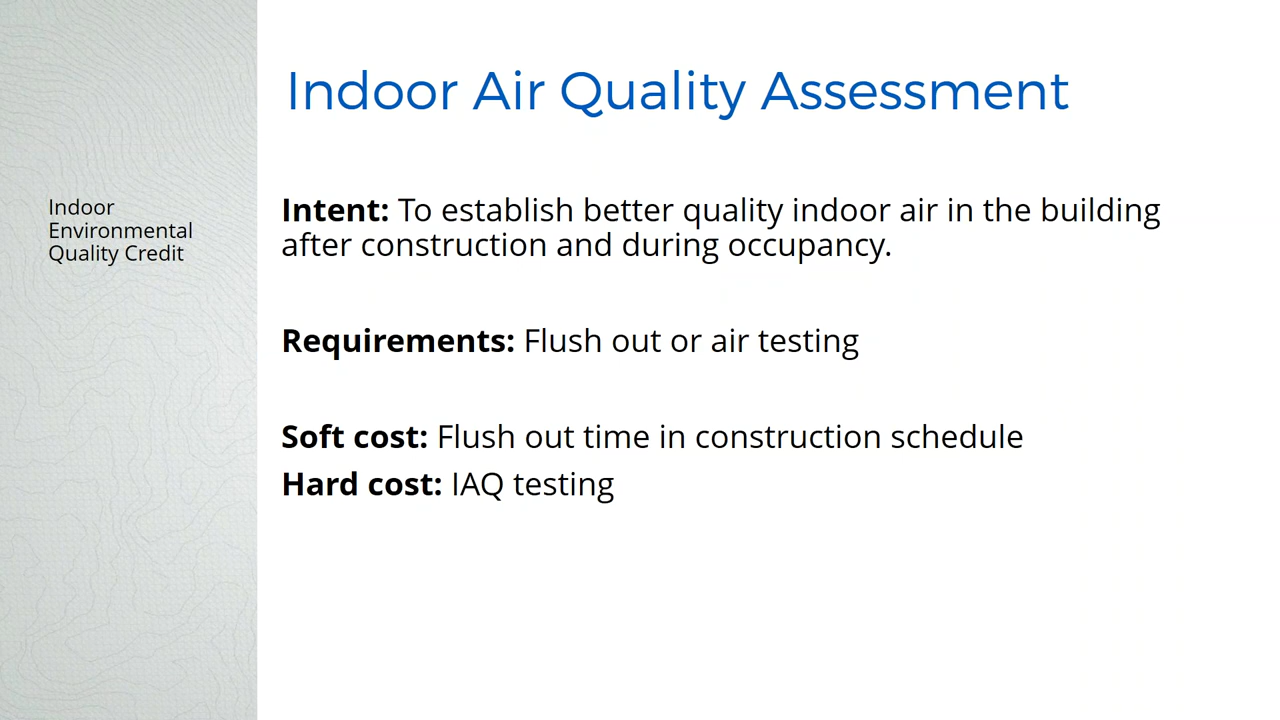 Indoor Air Quality Assessment
Indoor
Environmental
Quality Credit
Intent: To establish better quality indoor air in the building
after construction and during occupancy.
Requirements: Flush out or air testing
Soft cost: Flush out time in construction schedule
Hard cost: IAQ testing